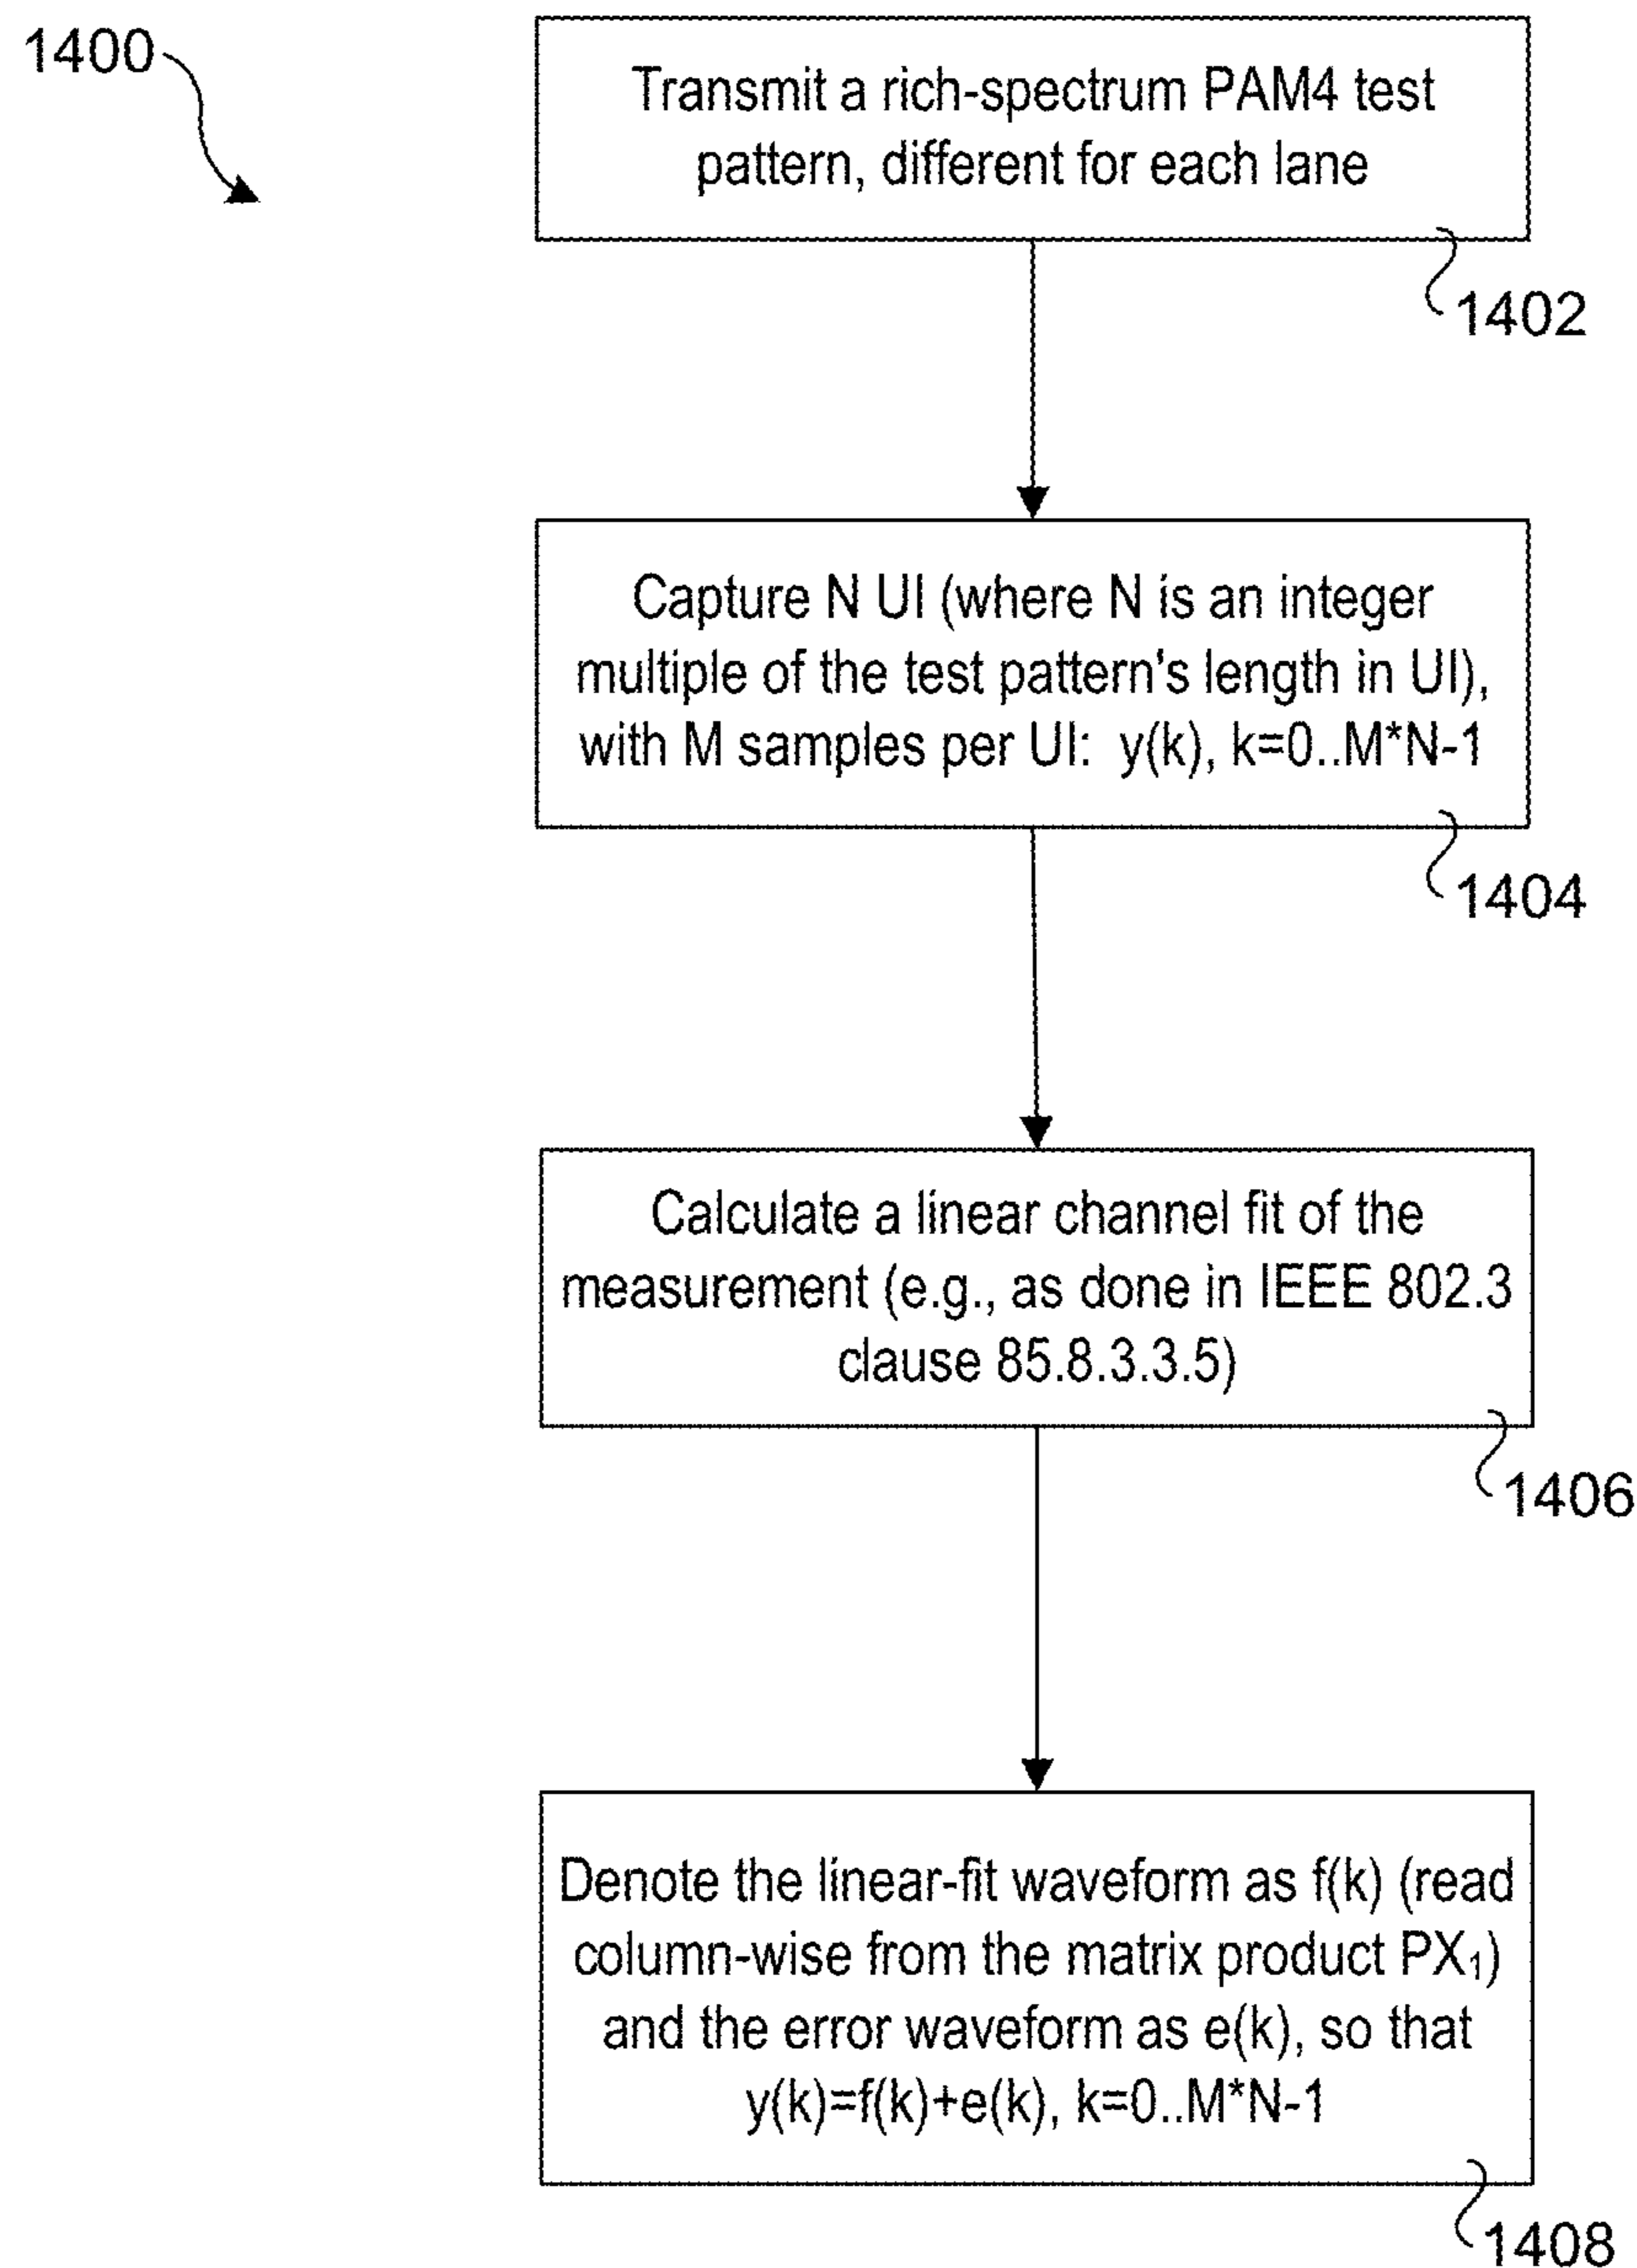 1400
Transmit a rich-spectrum PAM4 test
pattern, different for each lane
1402
Capture N UI (where N is an integer
multiple of the test pattern's length in UI),
with M samples per UI:  y(k), k=0..M*N-1
1404
Calculate a linear channel fit of the
measurement (e.g., as done in IEEE 802.3
clause 85.8.3.3.5)
1406
Denote the linear-fit waveform as f(k) (read
column-wise from the matrix product PX₁)
and the error waveform as e(k), so that
y(k)=f(k)+e(k), k=0..M*N-1
1408